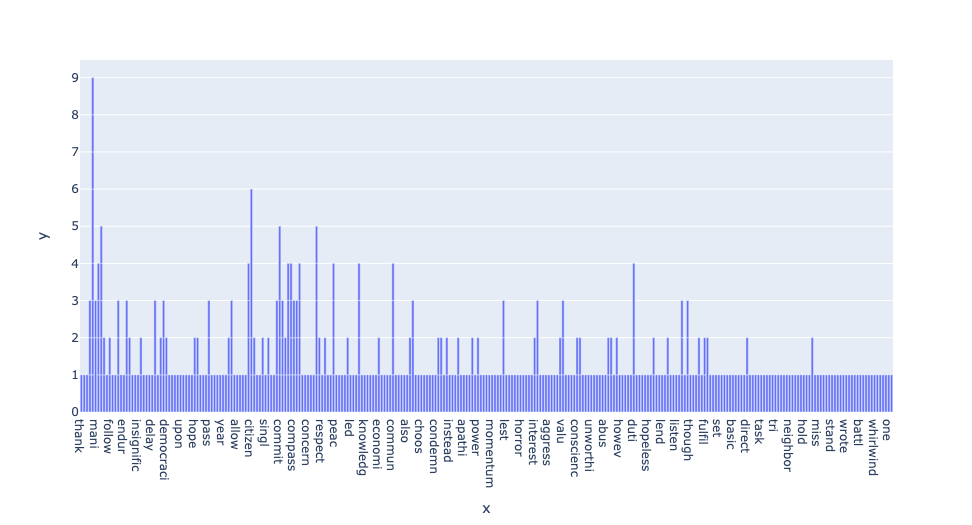 9
8
7
6
5
4
3
2
1
0
y
thank
mani
follow
endur
insignific
delay
democraci
upon
hope
pass
year
allow
citizen
singl
commit
compass
concern
respect
peac
led
knowledg
economi
commun
also
choos
condemn
instead
apathi
power
momentum
lest
horror
interest
aggress
valu
conscienc
unworthi
abus
howev
duti
hopeless
lend
listen
though
fulfil
set
basic
direct
task
tri
neighbor
hold
miss
stand
wrote
battl
whirlwind
one
x